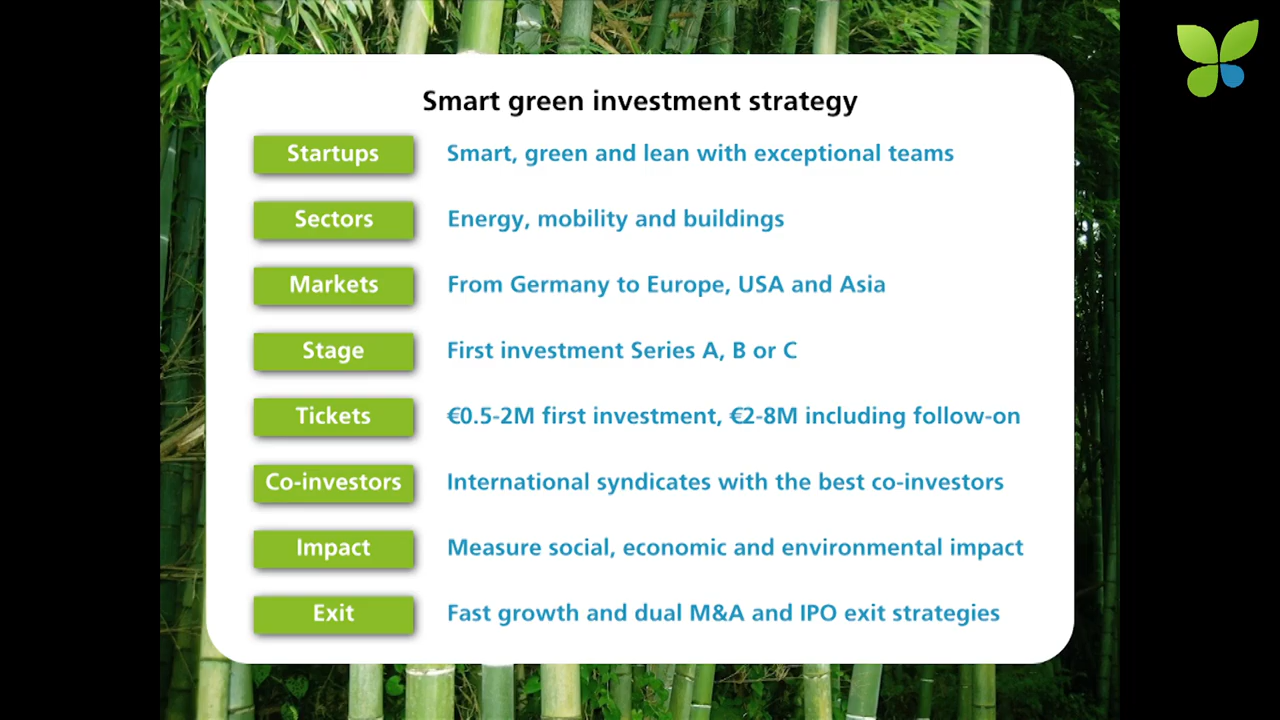 Smart green investment strategy
Startups Smart, green and lean with exceptional teams
Sectors Energy, mobility and buildings
Markets From Germany to Europe, USA and Asia
Stage First investment Series A, B or C
Tickets €0.5-2M first investment, €2-8M including follow-on
Co-investors International syndicates with the best co-investors
Impact Measure social, economic and environmental impact
Exit Fast growth and dual M&A and IPO exit strategies